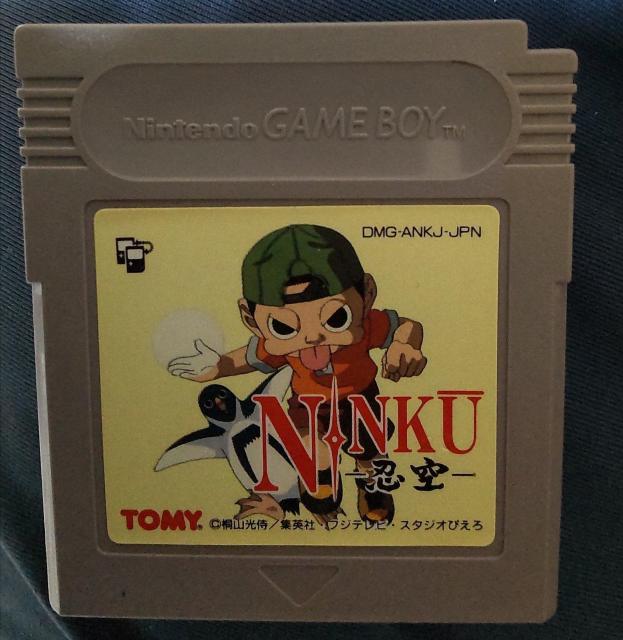 Nintendo GAME BOY TM
DMG-ANKJ-JPN
NINKŪ
-忍空-
TOMY. ©桐山光侍/集英社・フジテレビ・スタジオぴえろ